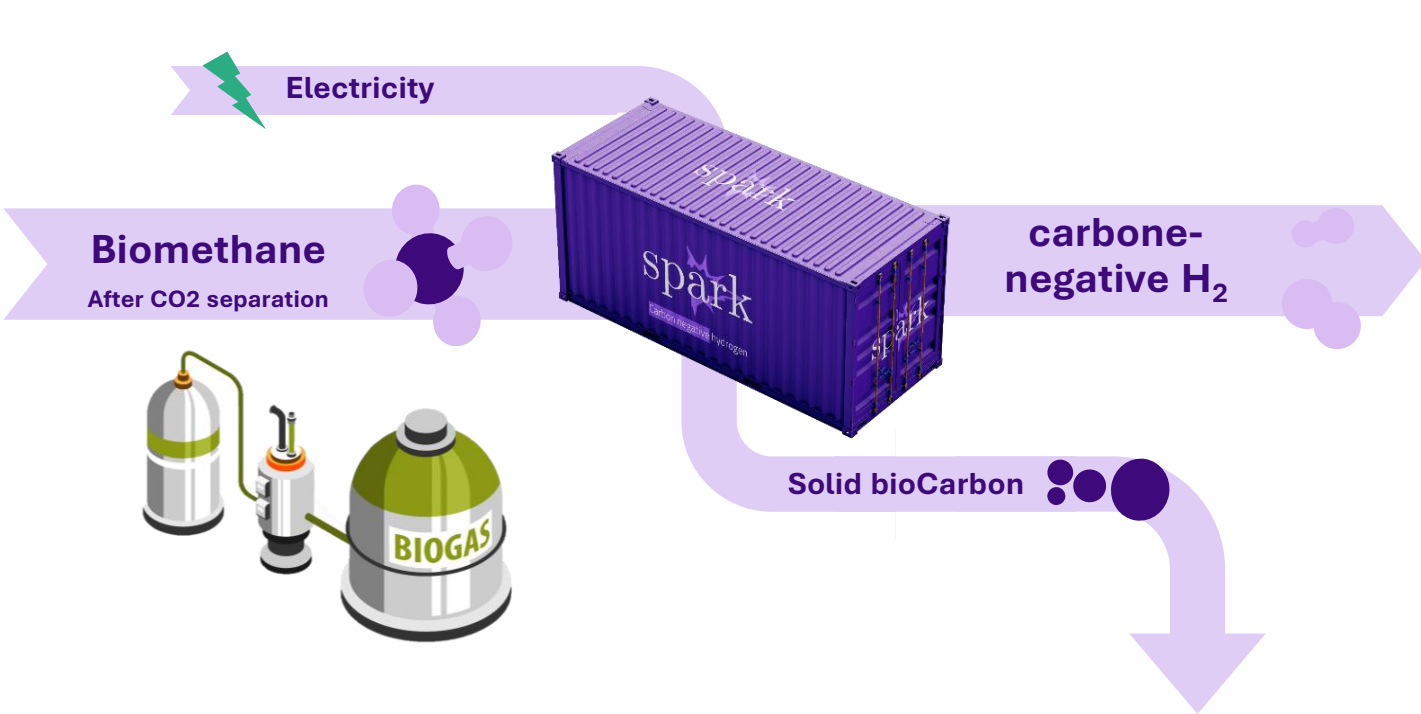 Electricity
Biomethane
After CO2 separation
spark
spark
Carbon negative hydrogen
spark
carbone-
negative H₂
Solid bioCarbon
BIOGAS